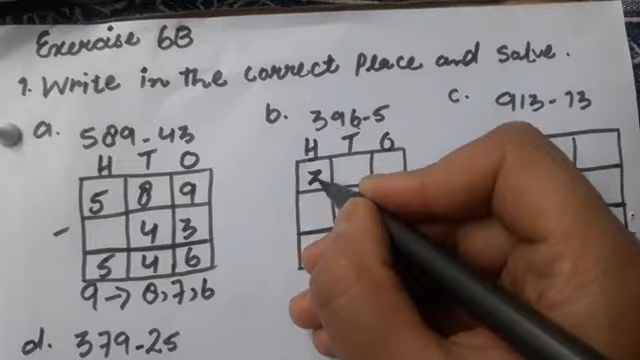 Exercise 6B
1. Write in the correct place and solve.
a. 589-43
H T O
5 8 9
- 4 3
5 4 6
9 → 8,7,6
b. 396-5
H T O
c. 913-13
d. 379-25